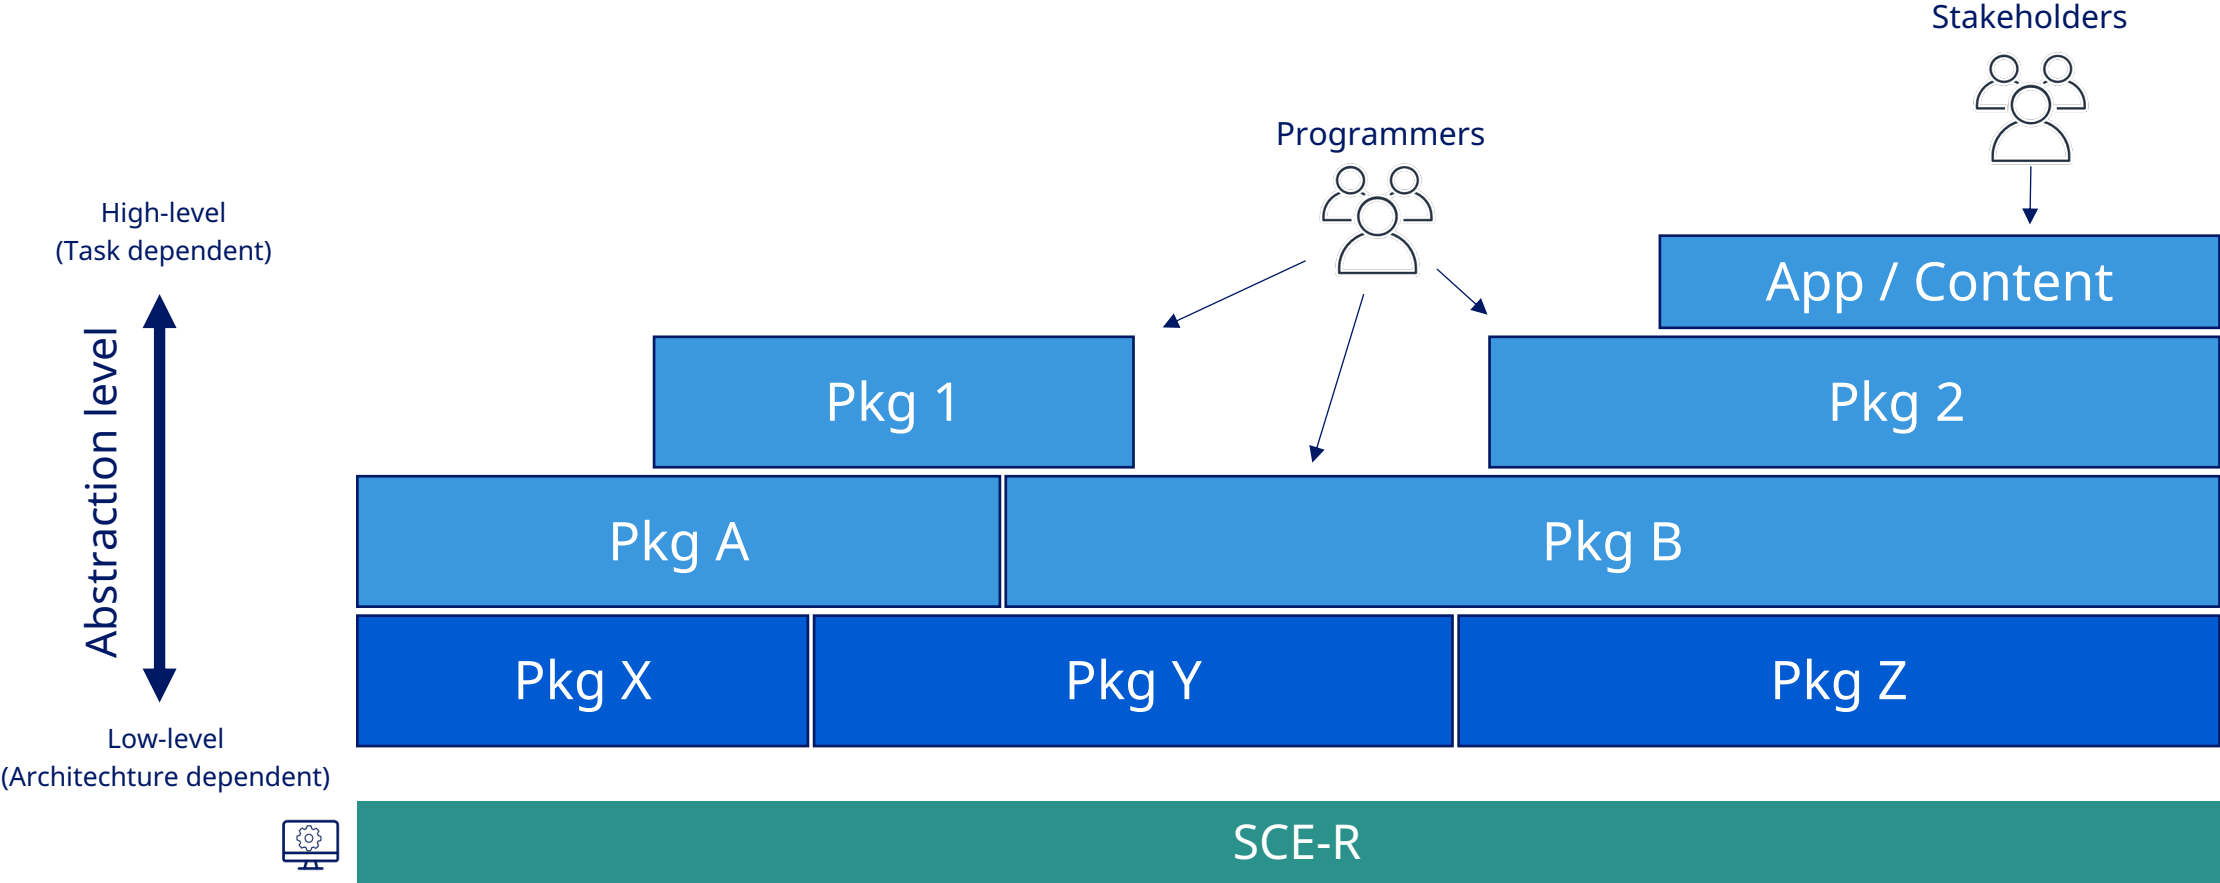 Stakeholders
Programmers
High-level
(Task dependent)
Abstraction level
App / Content
Pkg 1
Pkg 2
Pkg A
Pkg B
Pkg X
Pkg Y
Pkg Z
Low-level
(Architechture dependent)
SCE-R